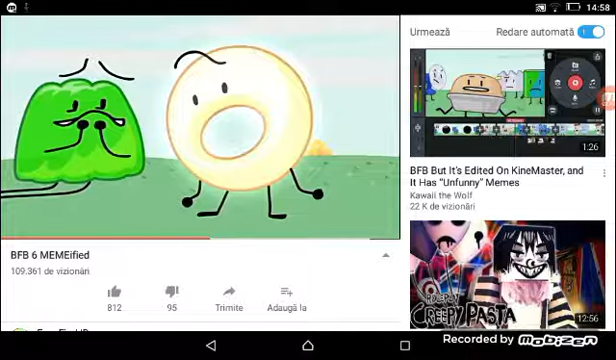 14:58
Urmează
Redare automată
1:26
BFB But It's Edited On KineMaster, and
it Has "Unfunny" Memes
Kawaii the Wolf
22 K de vizionări
BFB 6 MEMEified
109.361 de vizionări
812
95
Trimite
Adaugă la
CREEPY PASTA
12:56
Recorded by
MOBIZEN